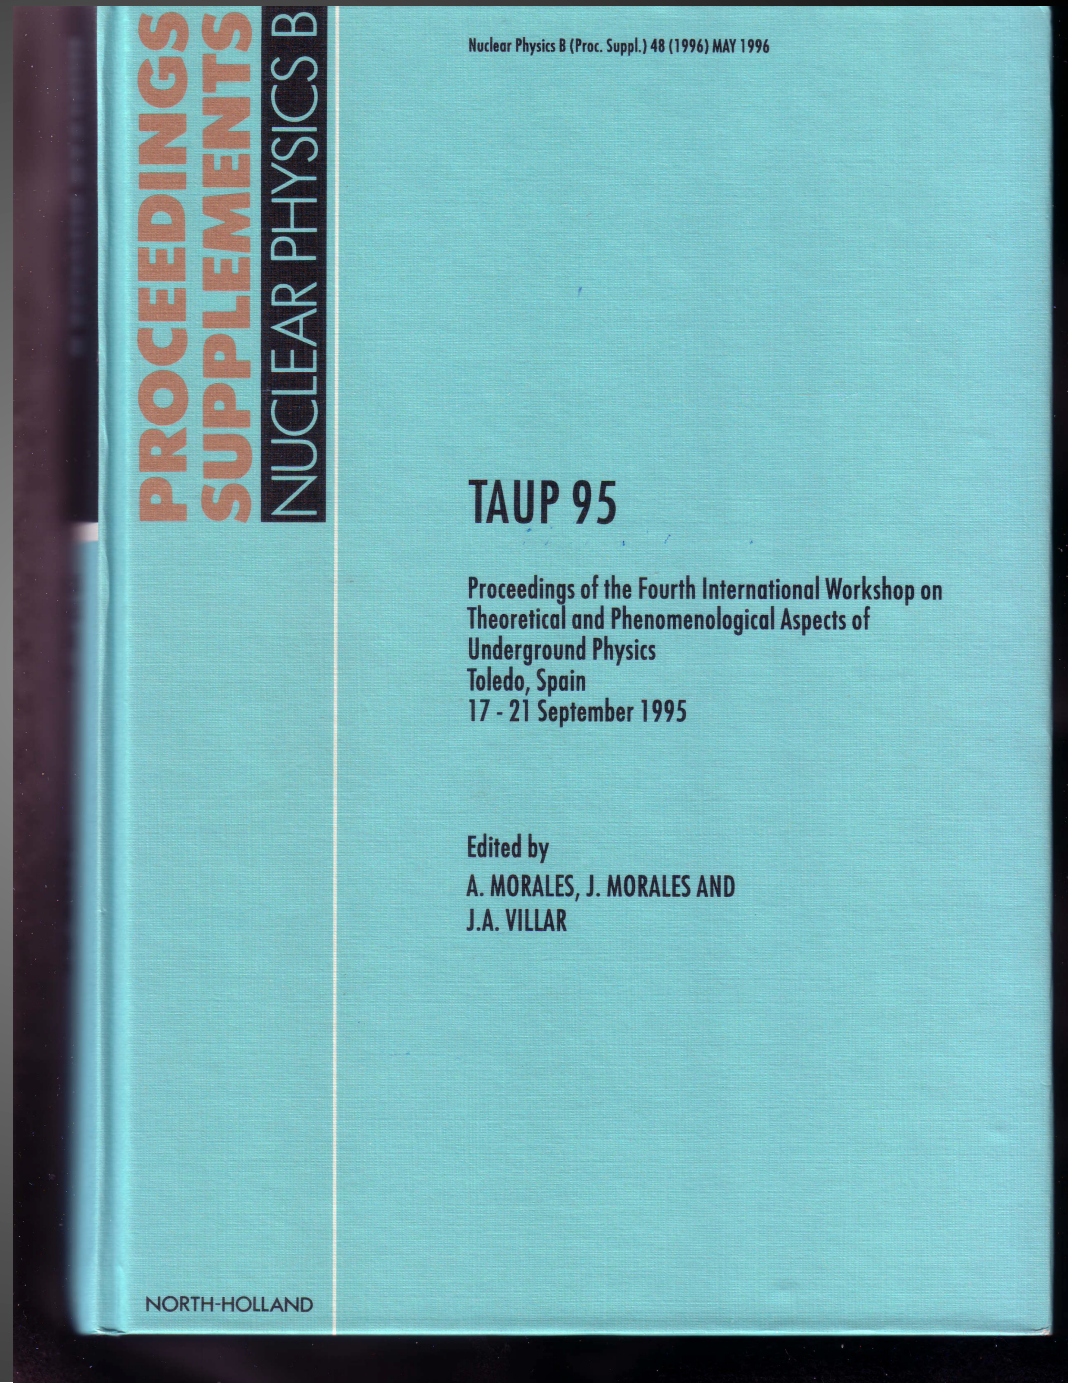 PROCEEDINGS
SUPPLEMENTS
NUCLEAR PHYSICS B
Nuclear Physics B (Proc. Suppl.) 48 (1996) MAY 1996
TAUP 95
Proceedings of the Fourth International Workshop on
Theoretical and Phenomenological Aspects of
Underground Physics
Toledo, Spain
17 - 21 September 1995
Edited by
A. MORALES, J. MORALES AND
J.A. VILLAR
NORTH-HOLLAND